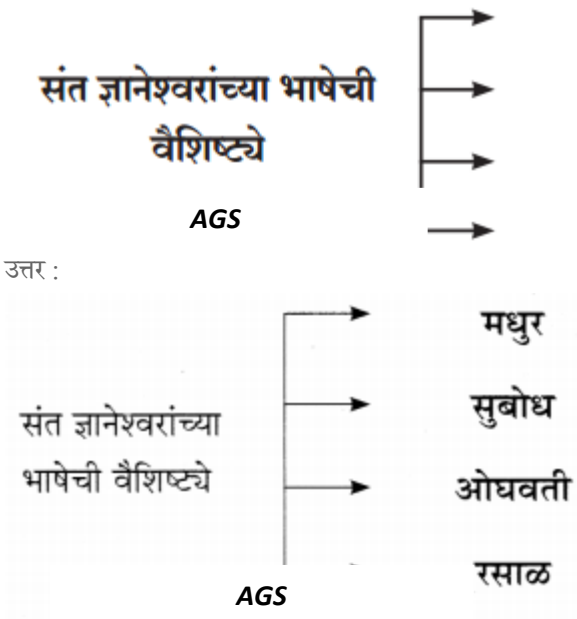 संत ज्ञानेश्वरांच्या भाषेची
वैशिष्ट्ये
AGS
उत्तर :
मधुर
सुबोध
संत ज्ञानेश्वरांच्या
भाषेची वैशिष्ट्ये
ओघवती
रसाळ
AGS